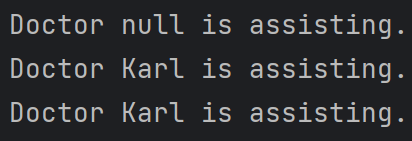 Doctor null is assisting.
Doctor Karl is assisting.
Doctor Karl is assisting.